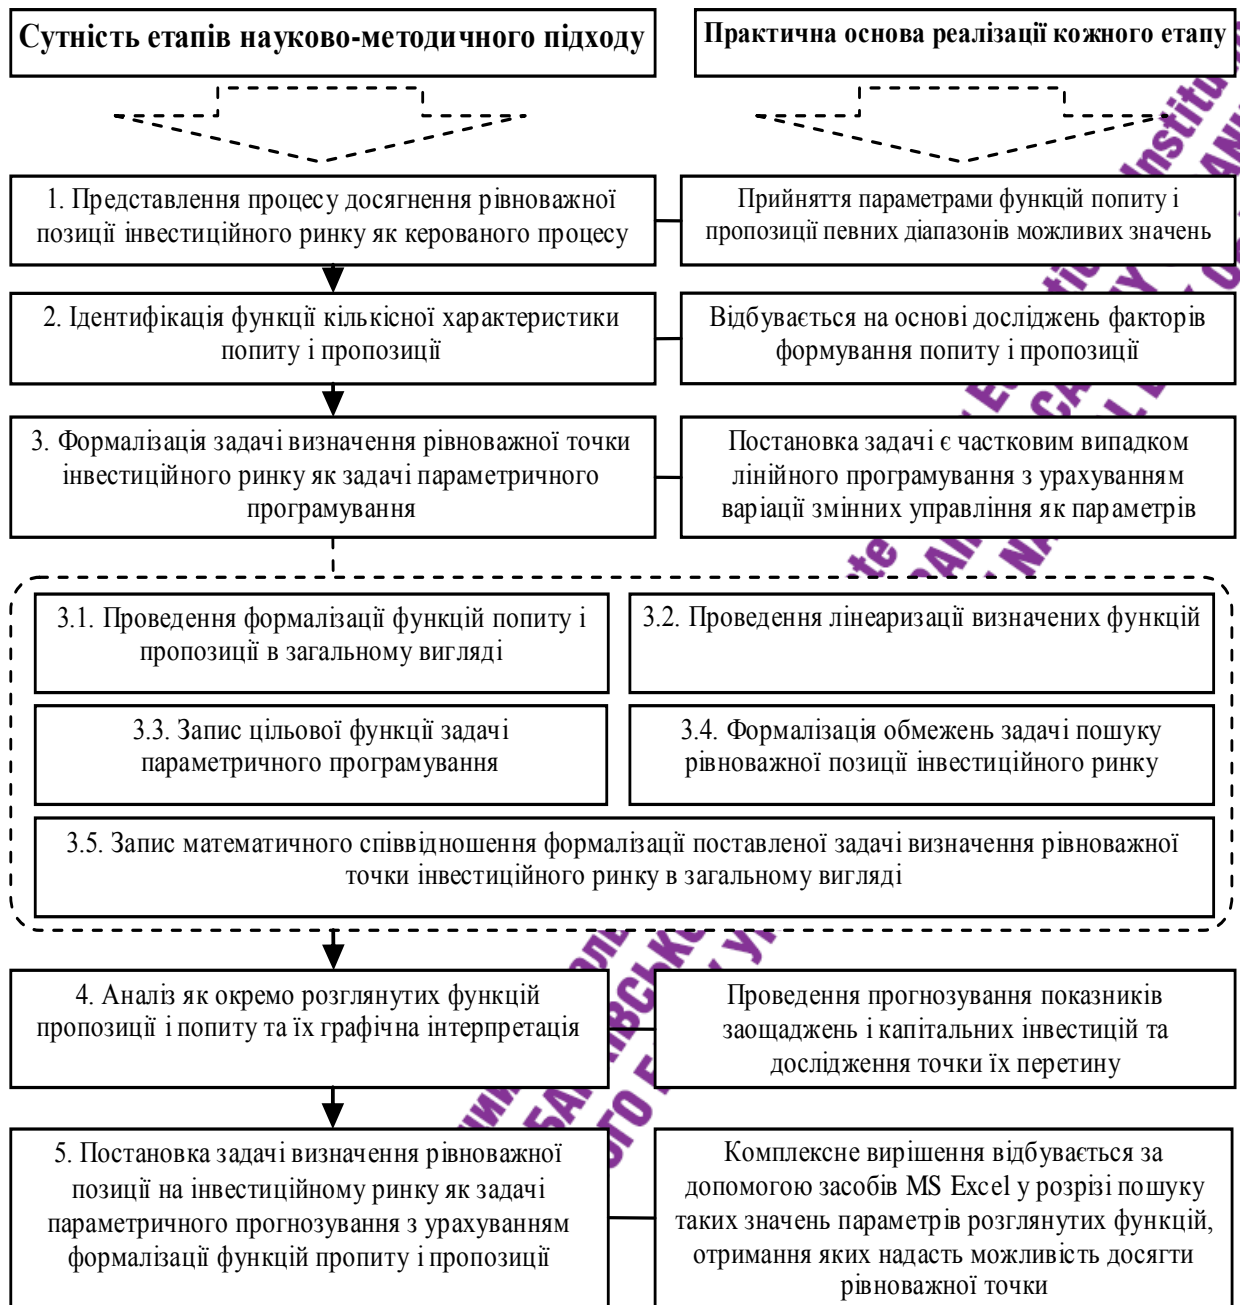 Сутність етапів науково-методичного підходу
Практична основа реалізації кожного етапу
1. Представлення процесу досягнення рівноважної
позиції інвестиційного ринку як керованого процесу
Прийняття параметрами функцій попиту і
пропозиції певних діапазонів можливих значень
2. Ідентифікація функції кількісної характеристики
попиту і пропозиції
Відбувається на основі досліджень факторів
формування попиту і пропозиції
3. Формалізація задачі визначення рівноважної точки
інвестиційного ринку як задачі параметричного
програмування
Постановка задачі є частковим випадком
лінійного програмування з урахуванням
варіації змінних управління як параметрів
3.1. Проведення формалізації функцій попиту і
пропозиції в загальному вигляді
3.2. Проведення лінеаризації визначених функцій
3.3. Запис цільової функції задачі
параметричного програмування
3.4. Формалізація обмежень задачі пошуку
рівноважної позиції інвестиційного ринку
3.5. Запис математичного співвідношення формалізації поставленої задачі визначення рівноважної
точки інвестиційного ринку в загальному вигляді
4. Аналіз як окремо розглянутих функцій
пропозиції і попиту та їх графічна інтерпретація
Проведення прогнозування показників
заощаджень і капітальних інвестицій та
дослідження точки їх перетину
5. Постановка задачі визначення рівноважної
позиції на інвестиційному ринку як задачі
параметричного прогнозування з урахуванням
формалізації функцій пропиту і пропозиції
Комплексне вирішення відбувається за
допомогою засобів MS Excel у розрізі пошуку
таких значень параметрів розглянутих функцій,
отримання яких надасть можливість досягти
рівноважної точки